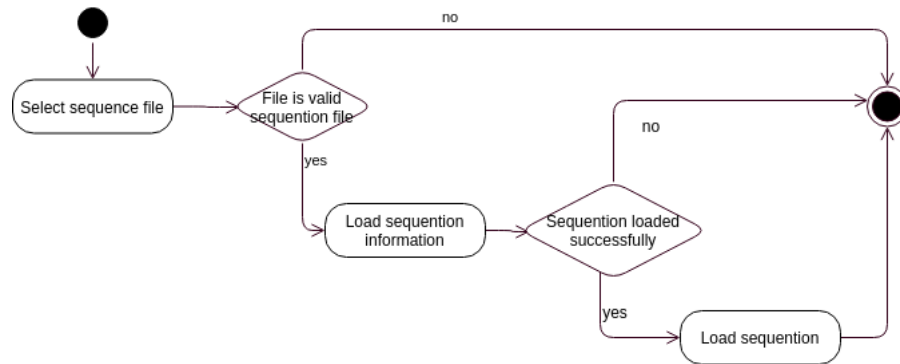 no
Select sequence file
File is valid
sequention file
yes
no
Load sequention
information
Sequention loaded
successfully
yes
Load sequention